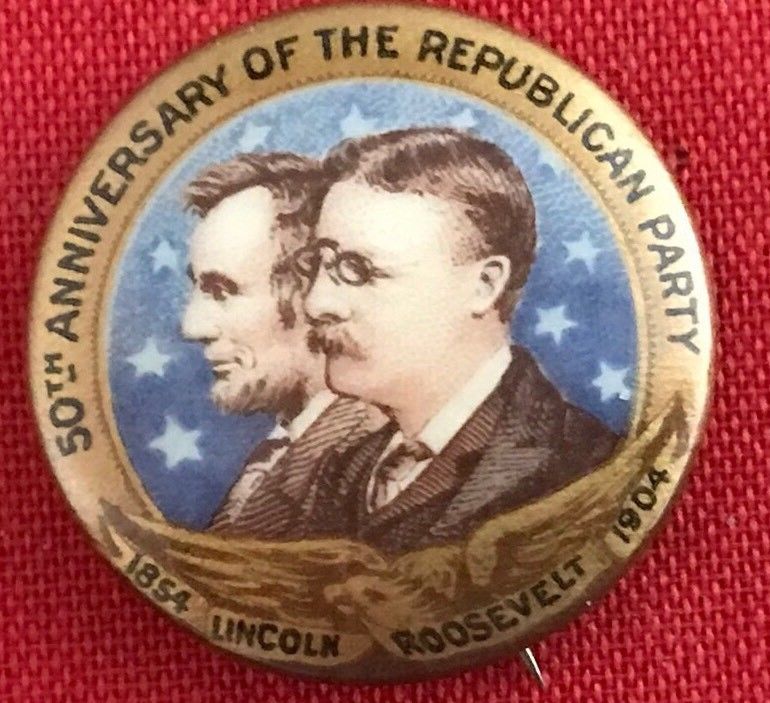 50TH ANNIVERSARY OF THE REPUBLICAN PARTY
1854 LINCOLN ROOSEVELT 1904